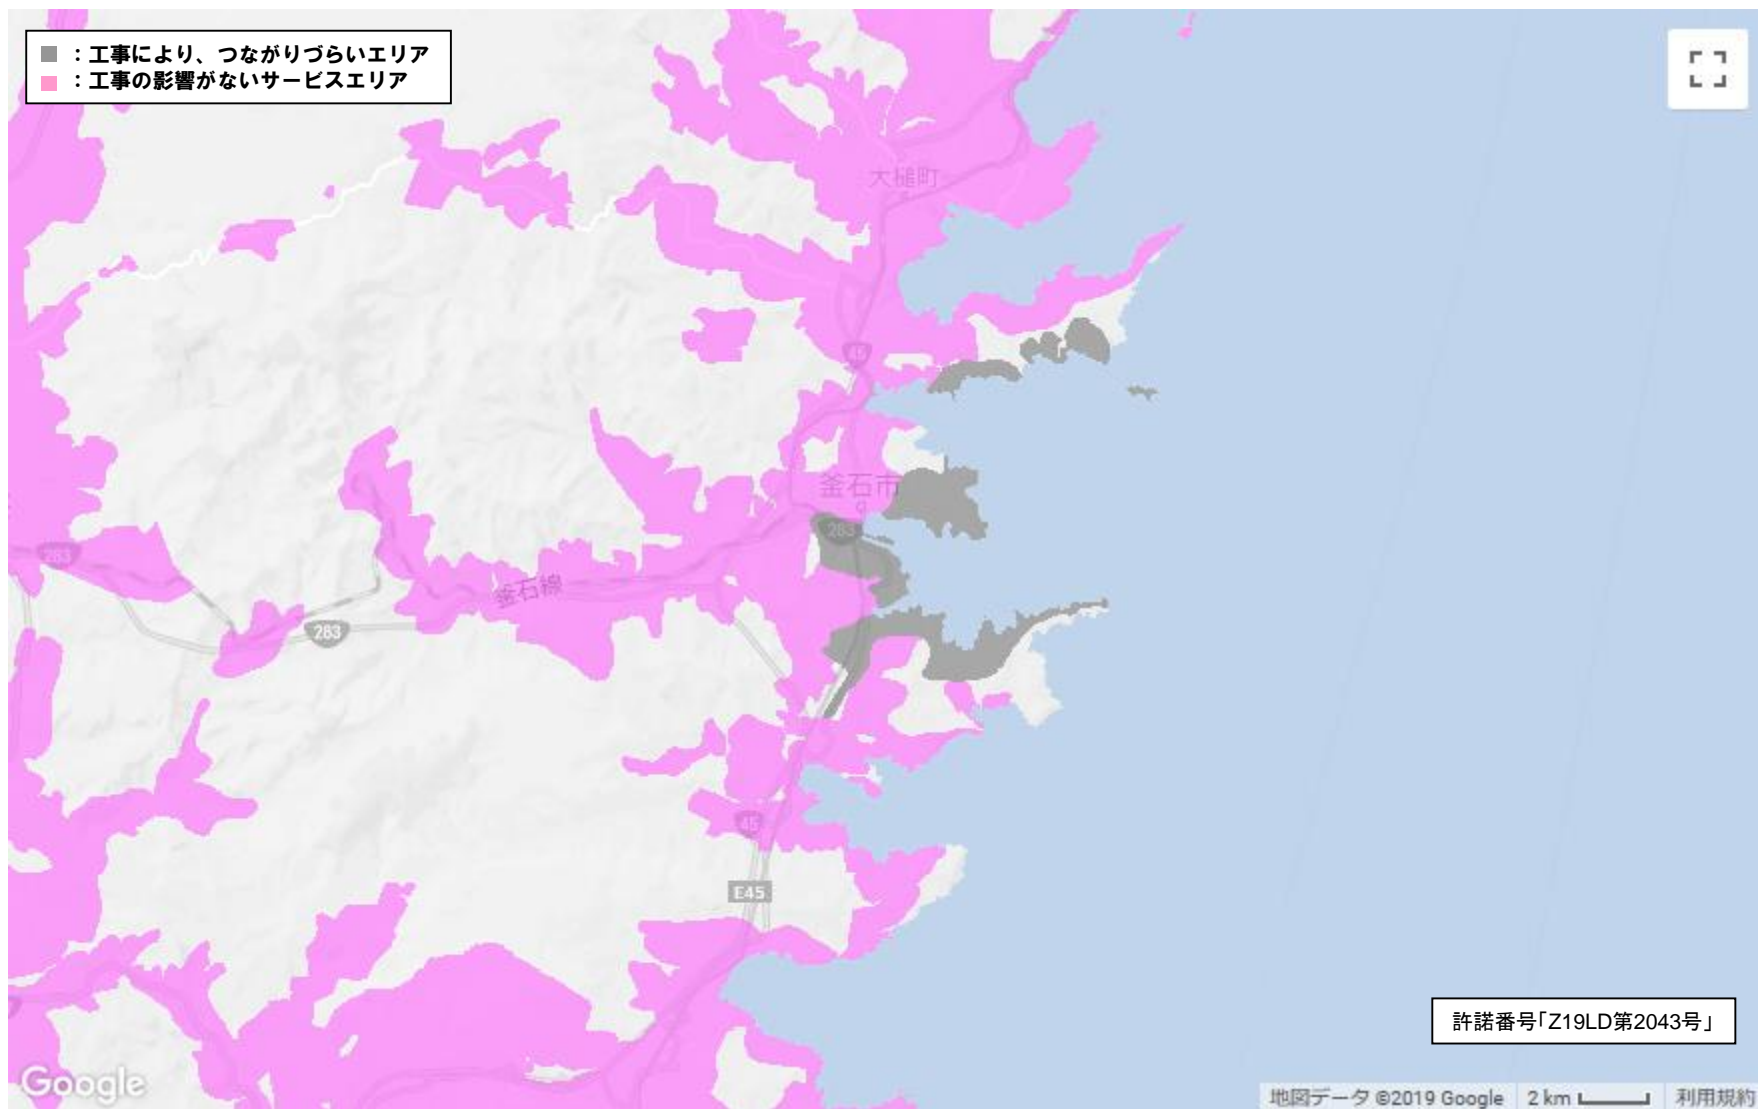 ：工事により、つながりづらいエリア
：工事の影響がないサービスエリア
大槌町
45
釜石市
283
283
釜石線
283
45
E45
許諾番号「Z19LD第2043号」
Google
地図データ ©2019 Google
2 km
利用規約